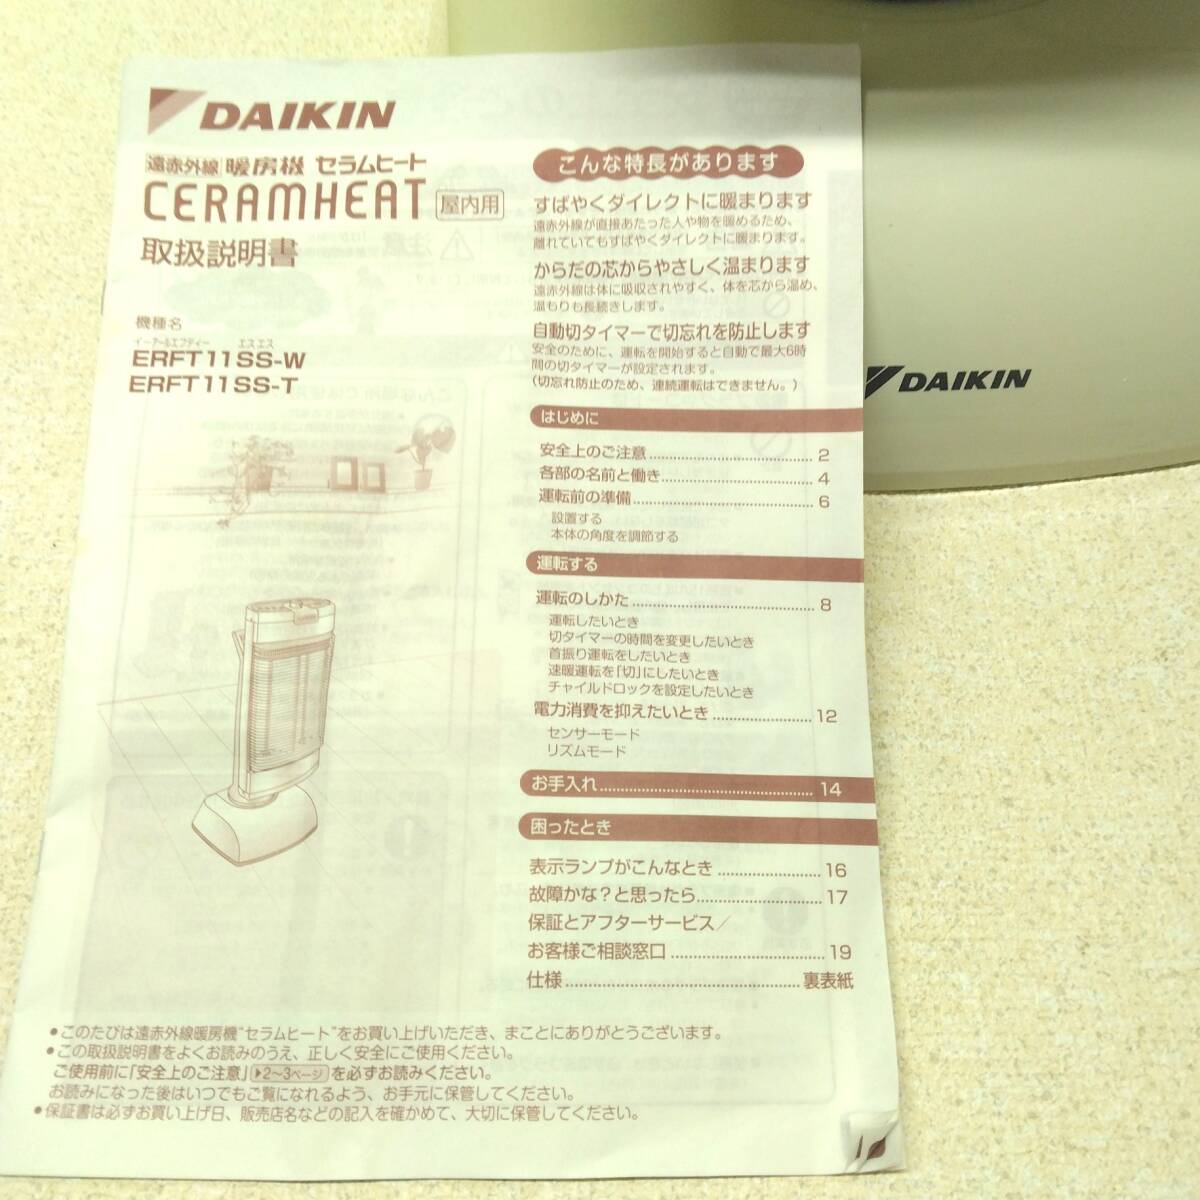 DAIKIN
遠赤外線 暖房機 セラムヒート
CERAMHEAT 屋内用
取扱説明書
機種名
イーアールエフティー エスエス
ERFT11SS-W
ERFT11SS-T
こんな特長があります
すばやくダイレクトに暖まります
遠赤外線が直接あたった人や物を暖めるため、
離れていてもすばやくダイレクトに暖まります。
からだの芯からやさしく温まります
遠赤外線は体に吸収されやすく、体を芯から温め、
温もりも長続きします。
自動切タイマーで切忘れを防止します
安全のために、運転を開始すると自動で最大6時
間の切タイマーが設定されます。
(切忘れ防止のため、連続運転はできません。)
はじめに
安全上のご注意 2
各部の名前と働き 4
運転前の準備 6
設置する
本体の角度を調節する
運転する
運転のしかた 8
運転したいとき
切タイマーの時間を変更したいとき
首振り運転をしたいとき
速暖運転を「切」にしたいとき
チャイルドロックを設定したいとき
電力消費を抑えたいとき 12
センサーモード
リズムモード
お手入れ 14
困ったとき
表示ランプがこんなとき 16
故障かな?と思ったら 17
保証とアフターサービス/
お客様ご相談窓口 19
仕様 裏表紙
●このたびは遠赤外線暖房機"セラムヒート"をお買い上げいただき、まことにありがとうございます。
●この取扱説明書をよくお読みのうえ、正しく安全にご使用ください。
ご使用前に「安全上のご注意」▶2~3ページを必ずお読みください。
お読みになった後はいつでもご覧になれるよう、お手元に保管してください。
●保証書は必ずお買い上げ日、販売店名などの記入を確かめて、大切に保管してください。
DAIKIN